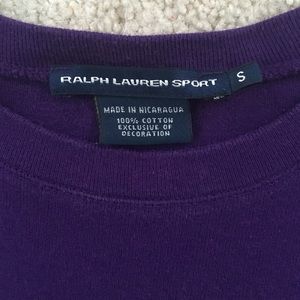 RALPH LAUREN SPORT S
MADE IN NICARAGUA
100% COTTON
EXCLUSIVE OF
DECORATION